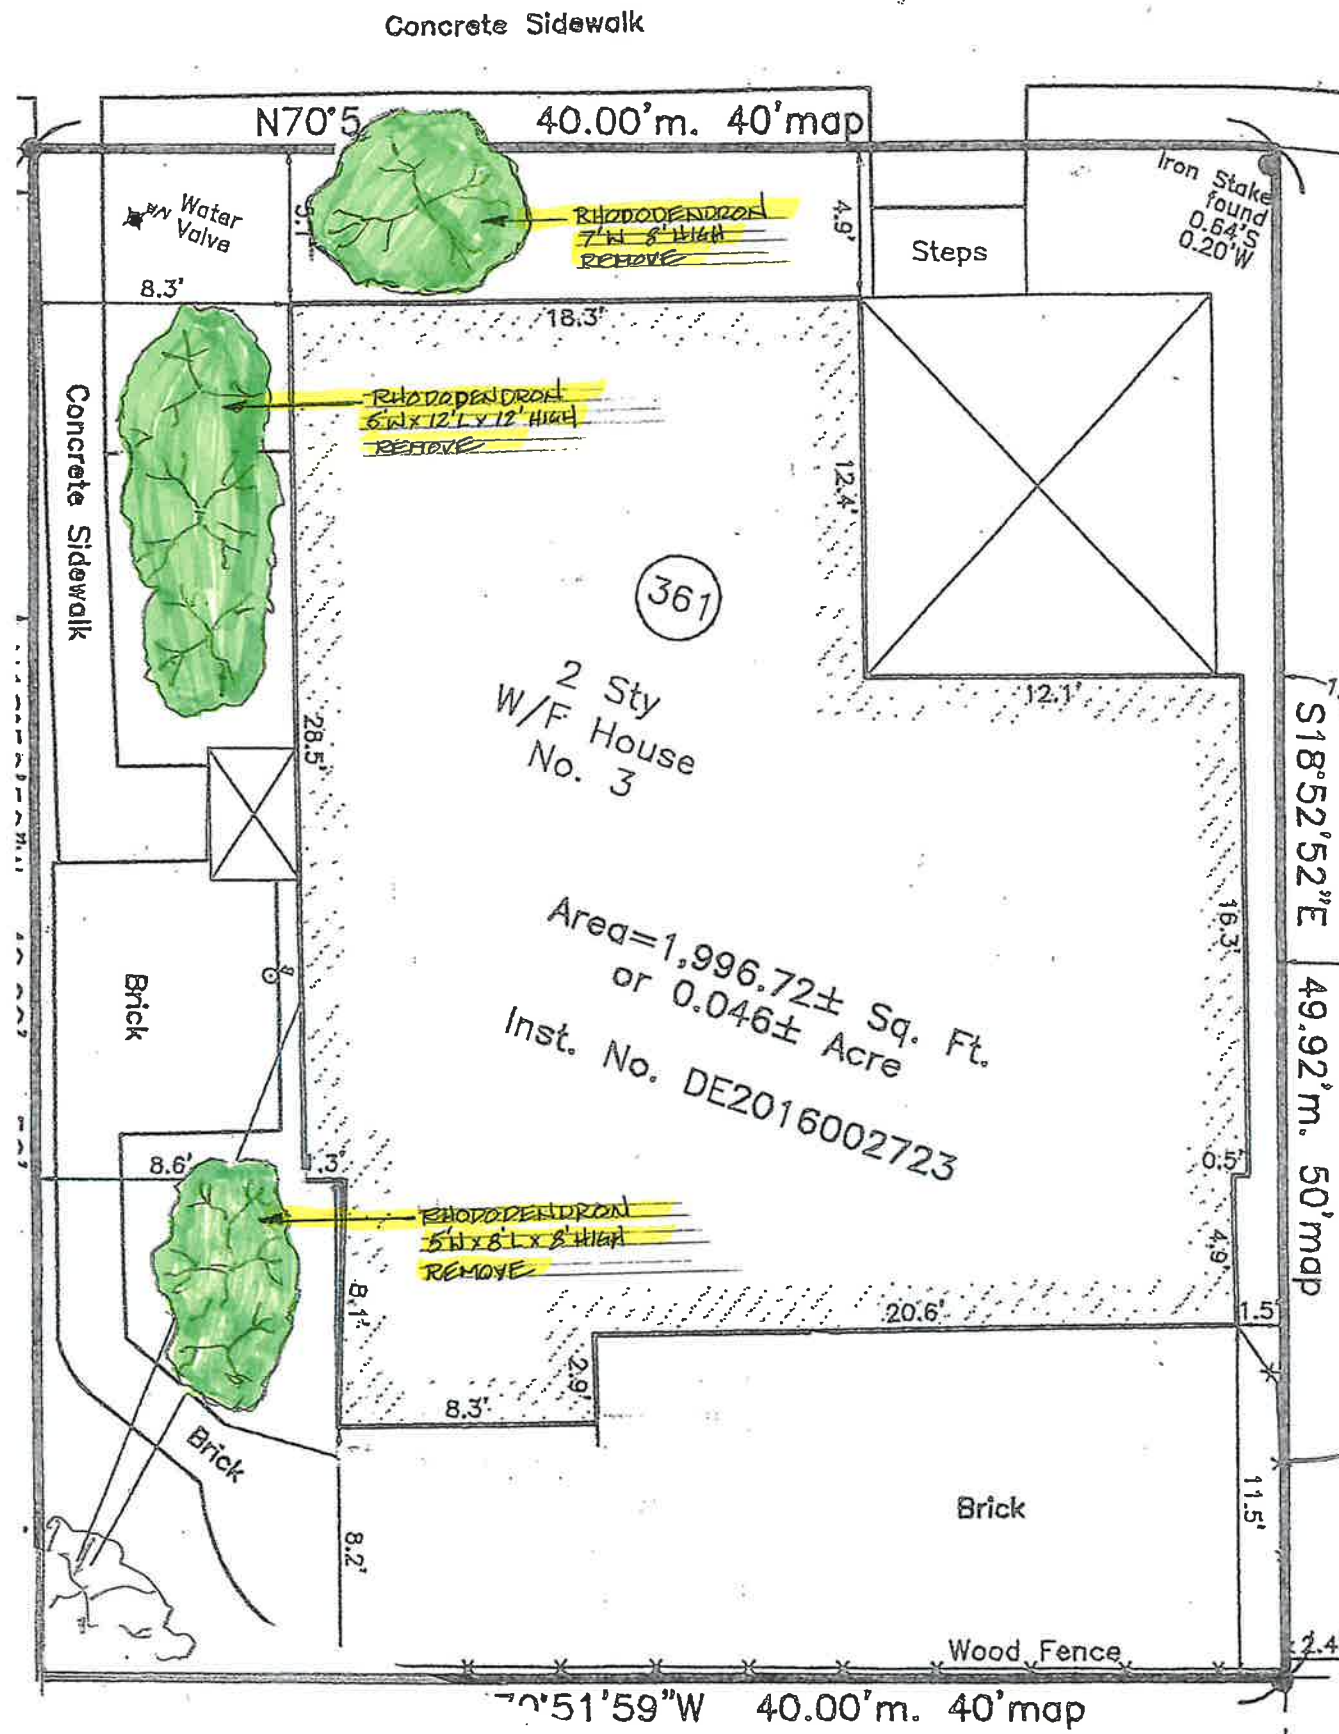 Concrete Sidewalk
N70°5
40.00'm. 40'map
Water
Valve
5.1'
RHODODENDRON
7'W 8' HIGH
REMOVE
4.9'
Steps
Iron Stake
found
0.64'S
0.20'W
8.3'
18.3'
RHODODENDRON
12'L x 12' HIGH
REMOVE
Concrete Sidewalk
12.4'
361
2 Sty
W/F House
No. 3
12.1'
28.5'
S18°52'52"E 49.92'm. 50'map
Area=1,996.72± Sq. Ft.
or 0.046± Acre
Inst. No. DE2016002723
16.3'
Brick
8.6'
.3'
0.5'
RHODODENDRON
5'W x 8'L x 8' HIGH
REMOVE
4.9'
8.1'
20.6'
1.5'
2.9'
8.3'
Brick
Brick
11.5'
8.2'
Wood Fence
2.4
0°51'59"W 40.00'm. 40'map